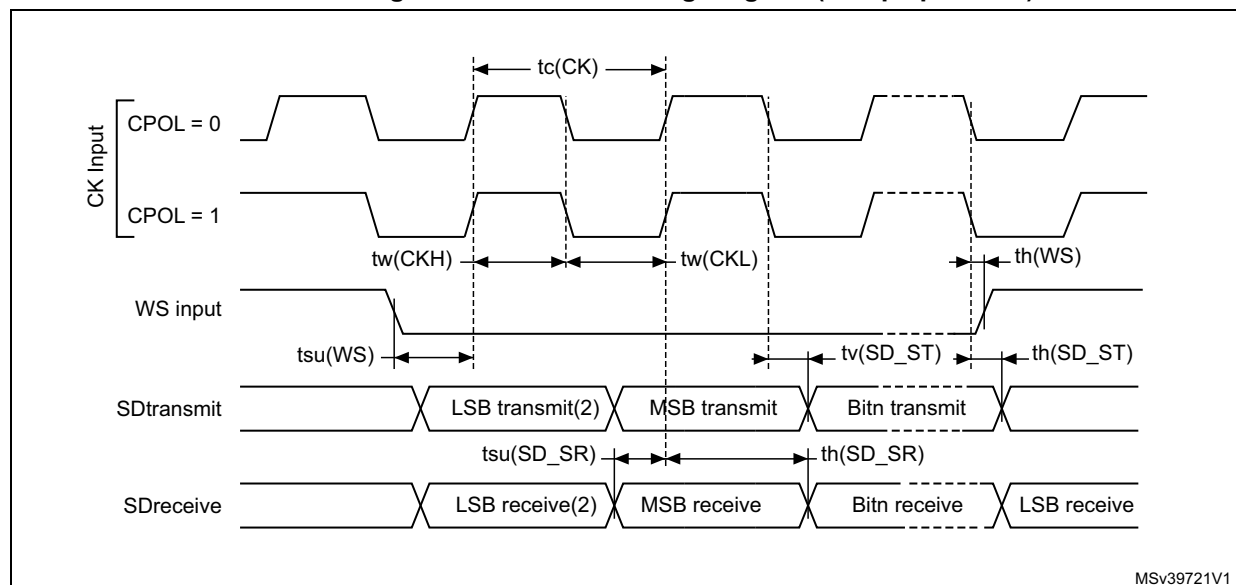 tc(CK)
CK Input
CPOL = 0
CPOL = 1
tw(CKH)
tw(CKL)
th(WS)
WS input
tsu(WS)
tv(SD_ST)
th(SD_ST)
SDtransmit
LSB transmit(2)
MSB transmit
Bitn transmit
tsu(SD_SR)
th(SD_SR)
SDreceive
LSB receive(2)
MSB receive
Bitn receive
LSB receive
MSv39721V1